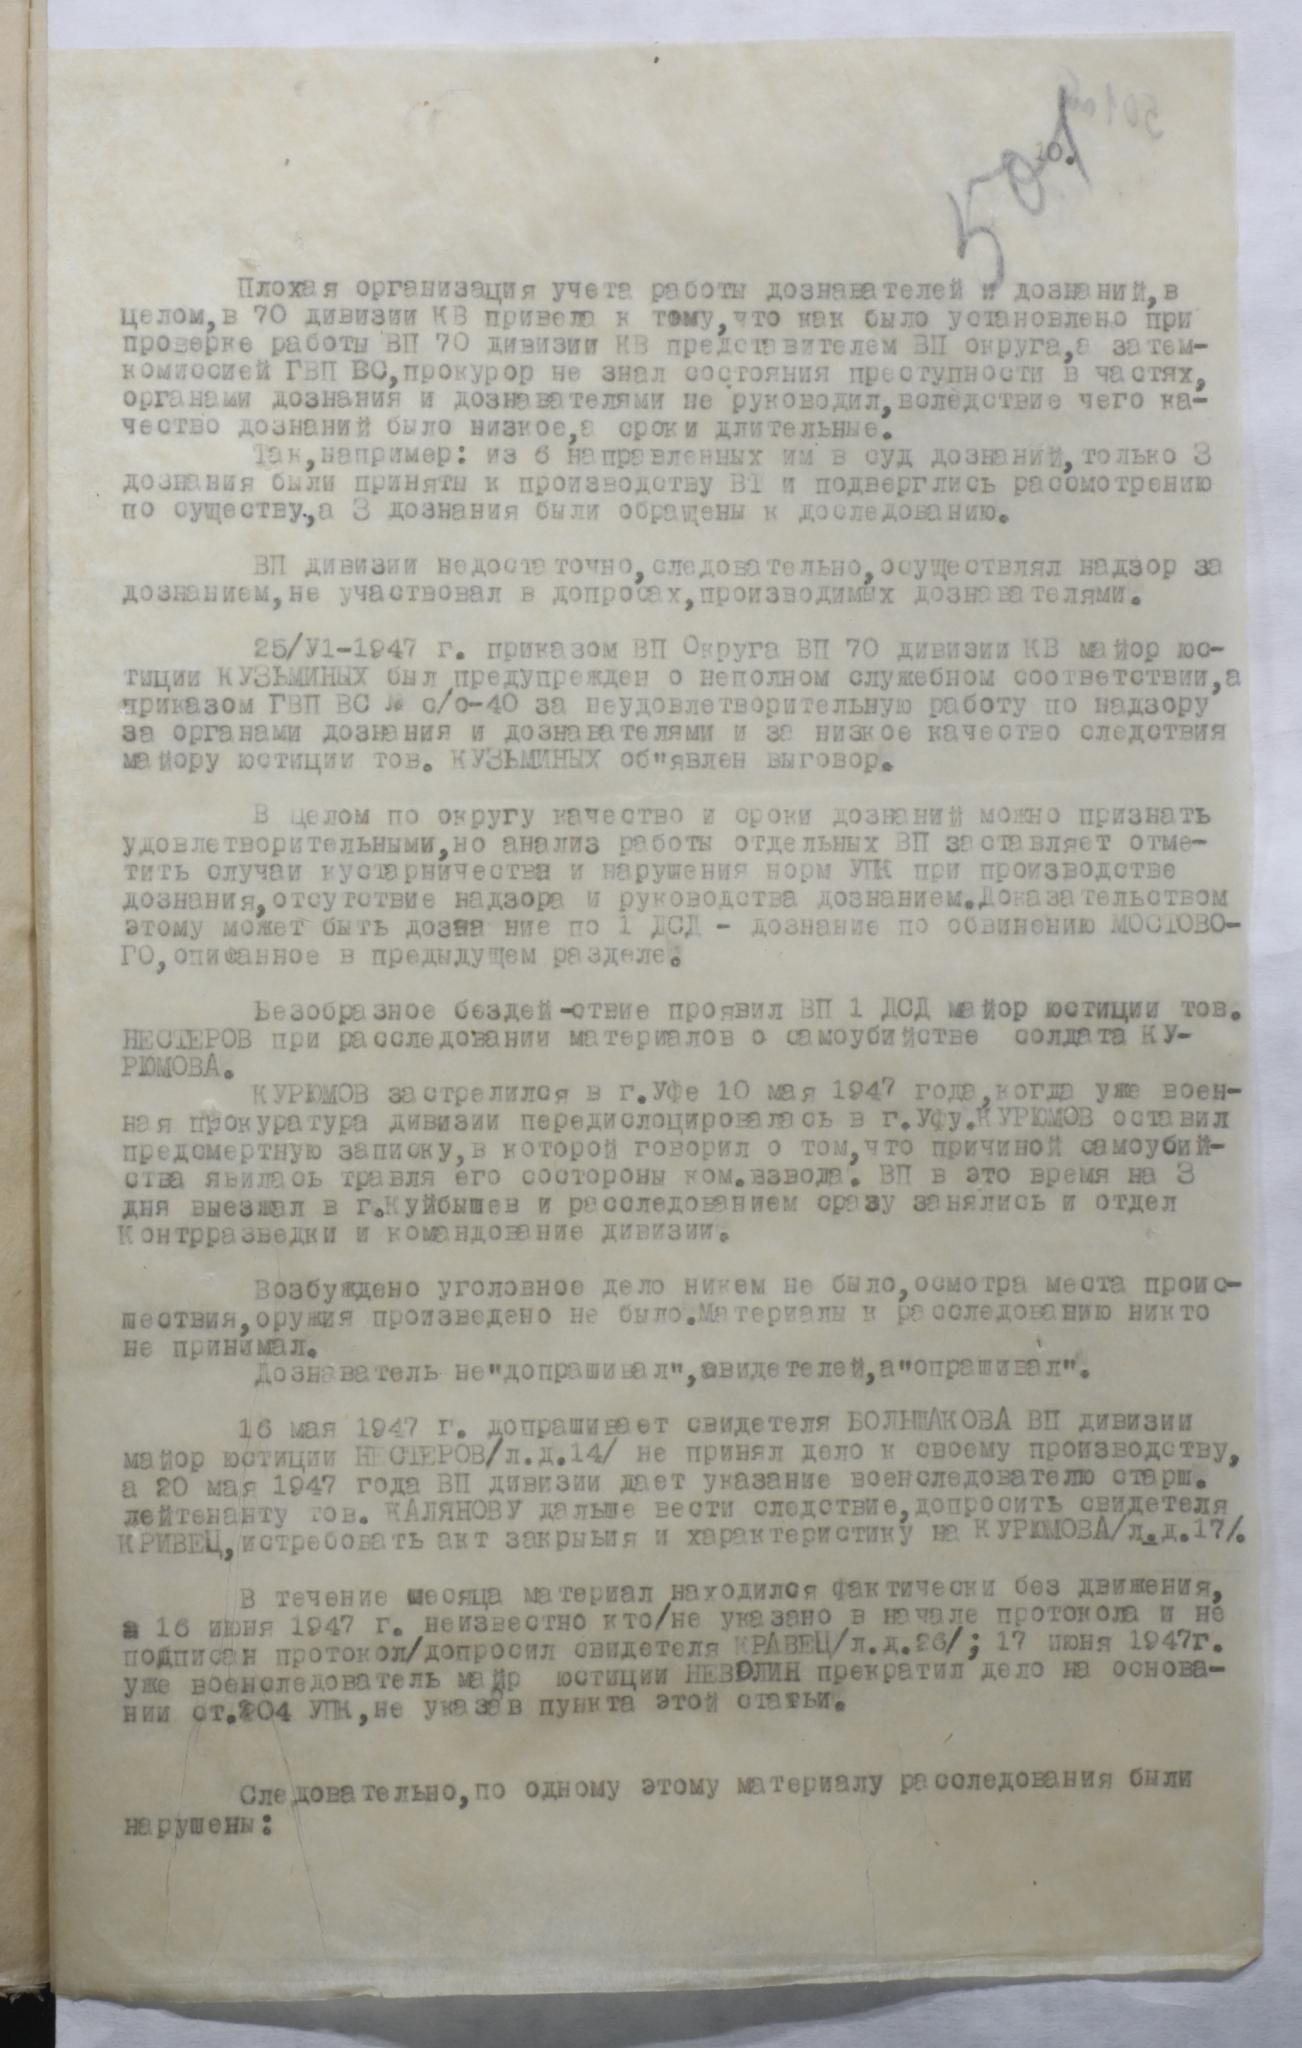 501
20.
Плохая организация учета работы дознавателей и дознаний,в
целом,в 70 дивизии КВ привела к тому,что как было установлено при
проверке работы ВП 70 дивизии КВ представителем ВП округа,а затем-
комиссией ГВП ВС,прокурор не знал состояния преступности в частях,
органами дознания и дознавателями не руководил,вследствие чего ка-
чество дознаний было низкое,а сроки длительные.
Так,например: из 6 направленных им в суд дознаний,только 3
дознания были приняты к производству ВТ и подверглись рассмотрению
по существу.,а 3 дознания были обращены к доследованию.
ВП дивизии недостаточно,следовательно,осуществлял надзор за
дознанием,не участвовал в допросах,производимых дознавателями.
25/У1-1947 г. приказом ВП Округа ВП 70 дивизии КВ майор юс-
тиции КУЗЬМИНЫХ был предупрежден о неполном служебном соответствии,а
приказом ГВП ВС № с/с-40 за неудовлетворительную работу по надзору
за органами дознания и дознавателями и за низкое качество следствия
майору юстиции тов. КУЗЬМИНЫХ об"явлен выговор.
В целом по округу качество и сроки дознаний можно признать
удовлетворительными,но анализ работы отдельных ВП заставляет отме-
тить случаи кустарничества и нарушения норм УПК при производстве
дознания,отсутствие надзора и руководства дознанием.Доказательством
этому может быть дозна ние по 1 ДСД - дознание по обвинению МОСТОВО-
ГО,описанное в предыдущем разделе.
Безобразное бездей-ствие проявил ВП 1 ДСД майор юстиции тов.
НЕСТЕРОВ при расследовании материалов о самоубийстве солдата КУ-
РЮМОВА.
КУРЮМОВ застрелился в г.Уфе 10 мая 1947 года,когда уже воен-
ная прокуратура дивизии передислоцировалась в г.Уфу.КУРЮМОВ оставил
предсмертную записку,в которой говорил о том,что причиной самоубий-
ства явилась травля его состороны ком.взвода. ВП в это время на 3
дня выезжал в г.Куйбышев и расследованием сразу занялись и отдел
Контрразведки и командование дивизии.
Возбуждено уголовное дело никем не было,осмотра места проис-
шествия,оружия произведено не было.Материалы к расследованию никто
не принимал.
Дознаватель не"допрашивал",свидетелей,а"опрашивал".
16 мая 1947 г. допрашивает свидетеля БОЛЬШАКОВА ВП дивизии
майор юстиции НЕСТЕРОВ/л.д.14/ не принял дело к своему производству,
а 20 мая 1947 года ВП дивизии дает указание военследователю старш.
лейтенанту тов. КАЛЯНОВУ дальше вести следствие,допросить свидетеля
КРИВЕЦ,истребовать акт закрыыия и характеристику на КУРЮМОВА/л.д.17/.
В течение месяца материал находился фактически без движения,
а 16 июня 1947 г. неизвестно кто/не указано в начале протокола и не
подписан протокол/допросил свидетеля КРАВЕЦ/л.д.26/; 17 июня 1947г.
уже военследователь майр юстиции НЕВОЛИН прекратил дело на основа-
нии ст.204 УПК,не указав пункта этой статьи.
Следовательно,по одному этому материалу расследования были
нарушены: